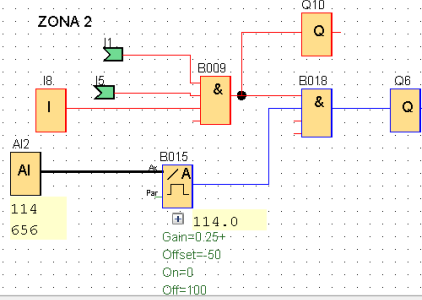 ZONA 2
Q10
Q
I1
B009
&
I8
I
I5
B018
&
Q6
Q
AI2
AI
B015
Ax
A
Par
114
656
114.0
Gain=0.25+
Offset=-50
On=0
Off=100